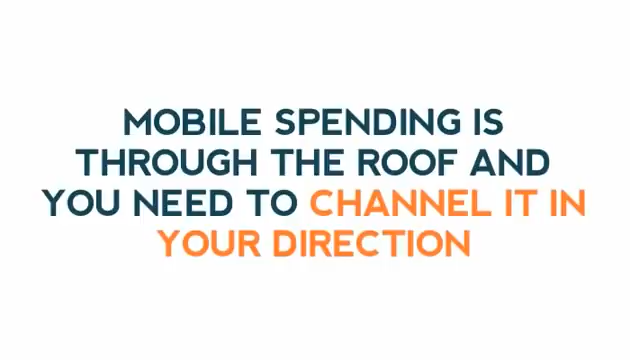 MOBILE SPENDING IS
THROUGH THE ROOF AND
YOU NEED TO CHANNEL IT IN
YOUR DIRECTION